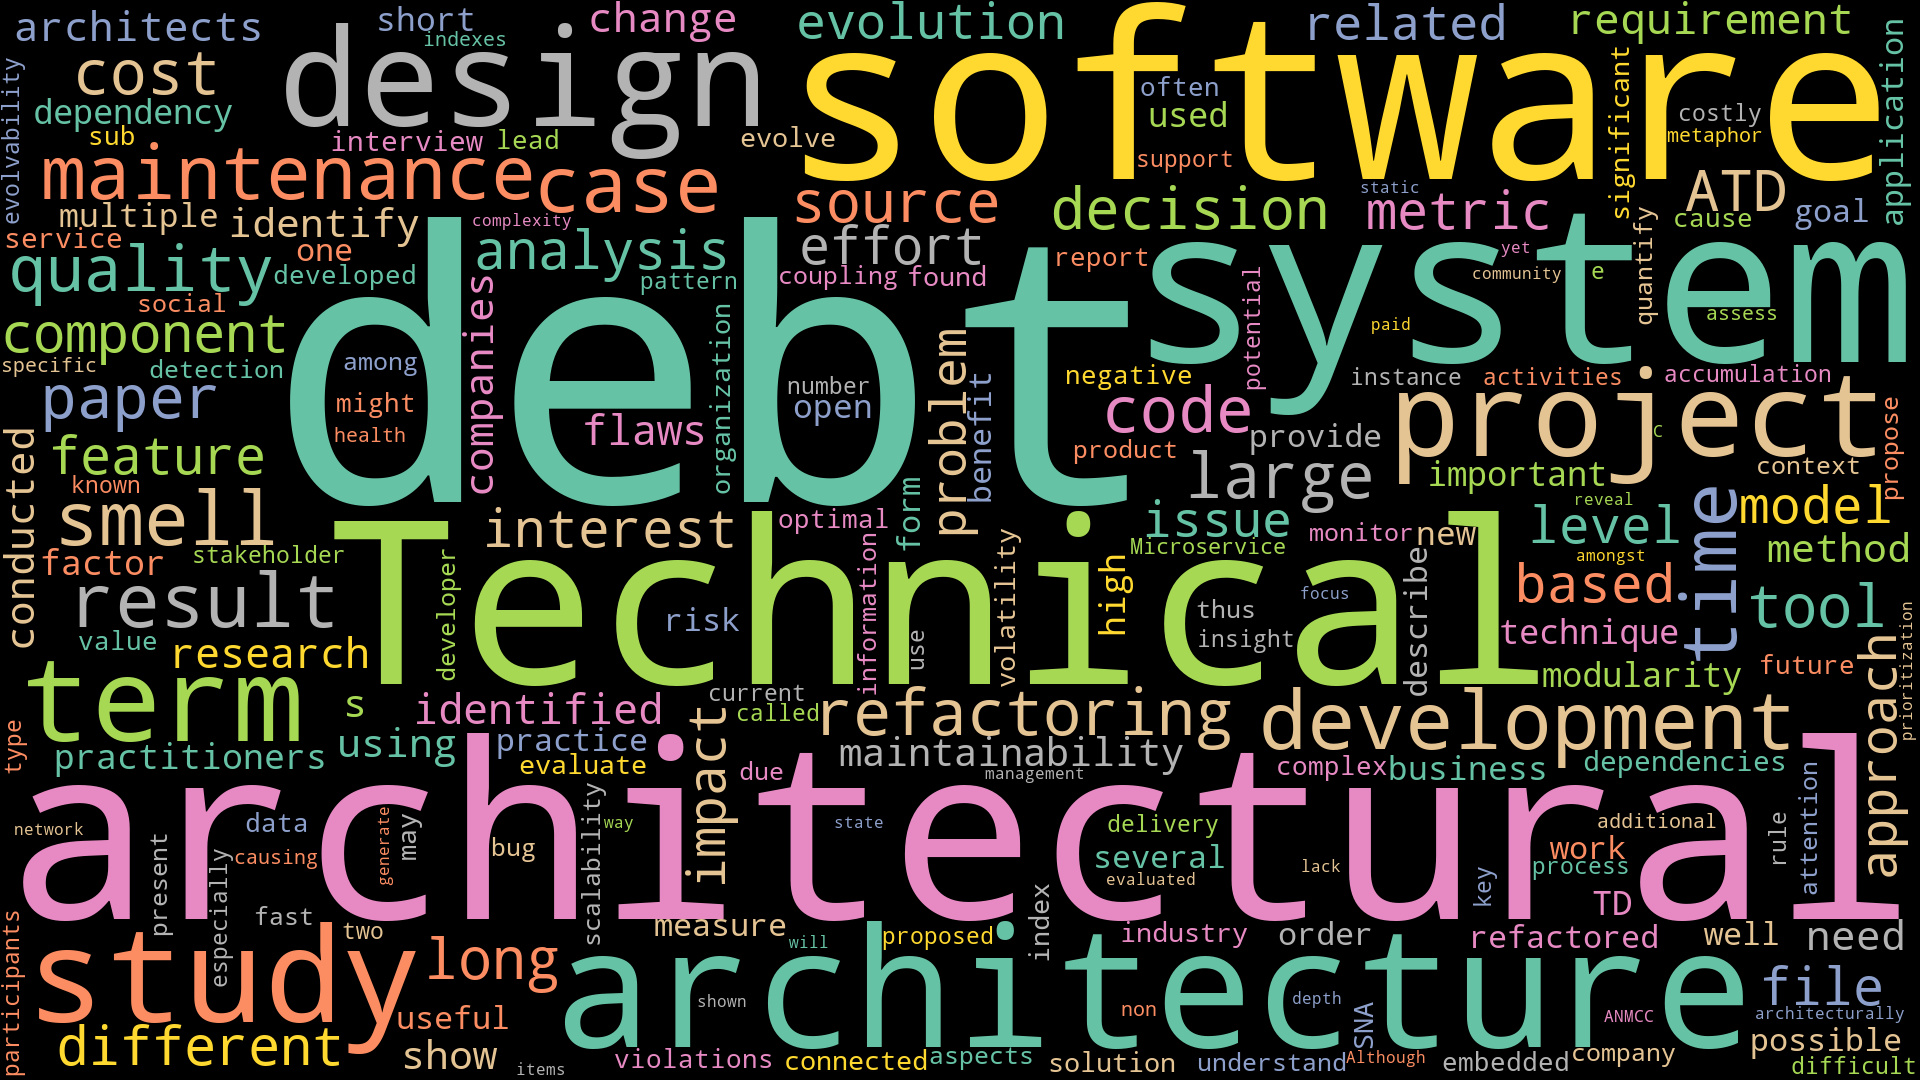 architects
short
indexes
change
evolution
related
requirement
cost
design
software
application
evolvability
dependency
often
used
significant
costly
metaphor
sub
interview
lead
evolve
support
maintenance
case
source
decision
static
metric
ATD
cause
goal
multiple
identify
complexity
service
one
analysis
effort
report
system
yet
community
e
quantify
quality
developed
pattern
coupling
found
potential
social
companies
organization
debt
paid
assess
component
specific
detection
among
problem
negative
instance
activities
accumulation
paper
might
number
open
benefit
code
project
propose
health
flaws
product
provide
C
conducted
feature
large
important
context
known
reveal
smell
interest
optimal
form
issue
monitor
new
level
time
model
factor
stakeholder
developer
Technical
information
volatility
Microservice
high
describe
amongst
method
result
risk
use
thus
focus
insight
based
tool
prioritization
value
research
technique
term
s
modularity
future
approach
identified
current
called
refactoring
development
type
practitioners
using
practice
impact
maintainability
evaluate
due
management
complex
business
dependencies
architectural
network
data
generate
may
bug
scalability
way
state
delivery
additional
rule
attention
present
especially
causing
several
evaluated
lack
work
process
key
TD
participants
fast
two
measure
will
proposed
index
industry
order
refactored
well
need
study
long
architecture
shown
non
depth
SNA
ANMCC
file
architecturally
different
useful
show
items
violations
connected
aspects
solution
understand
Although
embedded
company
possible
difficult